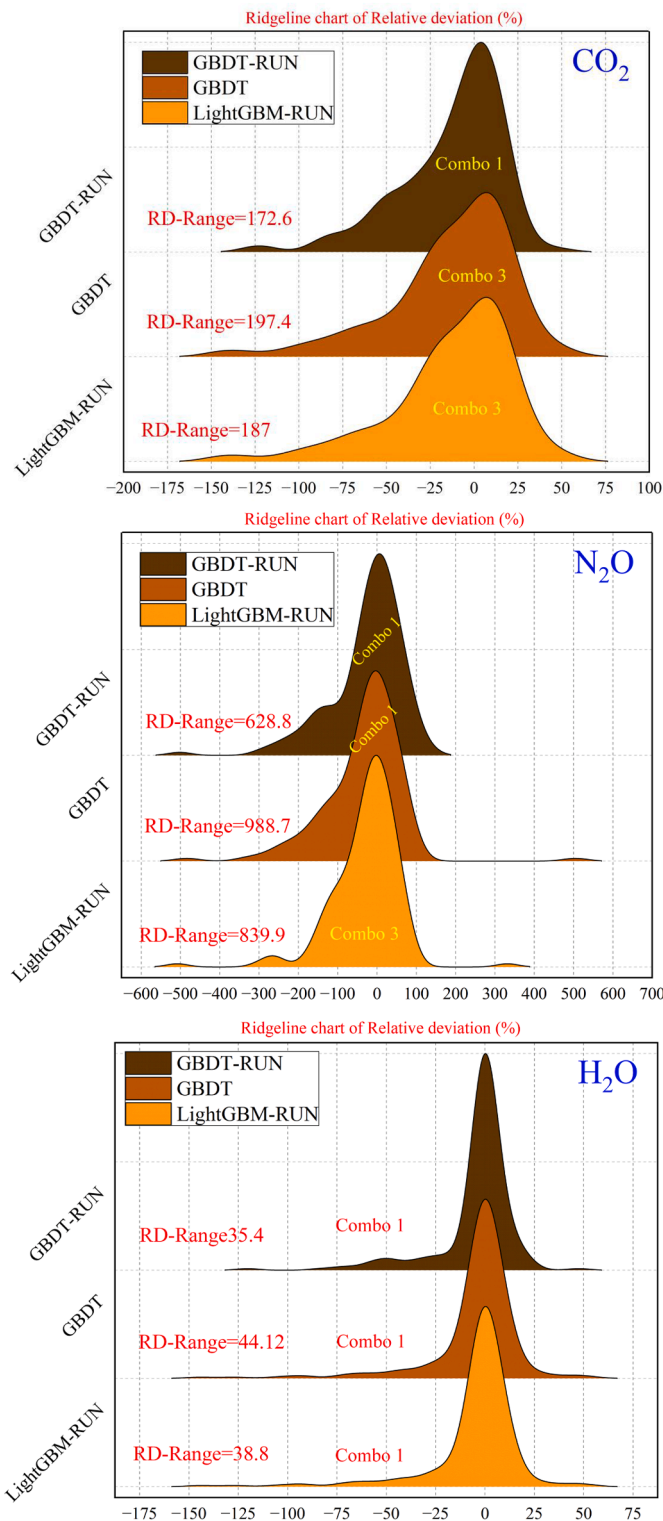 Ridgeline chart of Relative deviation (%)
GBDT-RUN
GBDT
LightGBM-RUN
CO₂
GBDT-RUN
RD-Range=172.6
Combo 1
GBDT
RD-Range=197.4
Combo 3
LightGBM-RUN
RD-Range=187
Combo 3
−200 −175 −150 −125 −100 −75 −50 −25 0 25 50 75 100
Ridgeline chart of Relative deviation (%)
GBDT-RUN
GBDT
LightGBM-RUN
N₂O
GBDT-RUN
RD-Range=628.8
Combo 1
GBDT
RD-Range=988.7
Combo 1
LightGBM-RUN
RD-Range=839.9
Combo 3
−600 −500 −400 −300 −200 −100 0 100 200 300 400 500 600 700
Ridgeline chart of Relative deviation (%)
GBDT-RUN
GBDT
LightGBM-RUN
H₂O
GBDT-RUN
RD-Range35.4
Combo 1
GBDT
RD-Range=44.12
Combo 1
LightGBM-RUN
RD-Range=38.8
Combo 1
−175 −150 −125 −100 −75 −50 −25 0 25 50 75